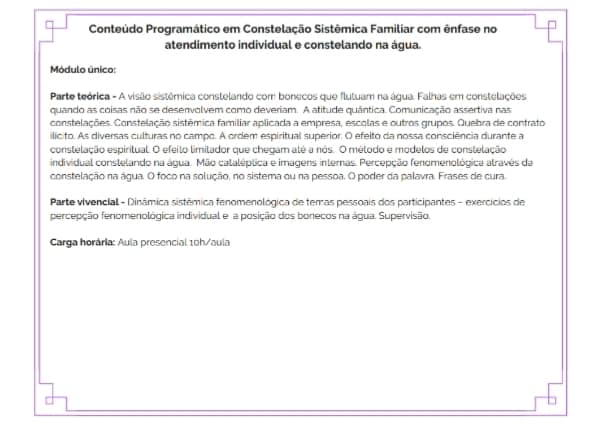 Conteúdo Programático em Constelação Sistêmica Familiar com ênfase no
atendimento individual e constelando na água.
Módulo único:
Parte teórica - A visão sistêmica constelando com bonecos que flutuam na água. Falhas em constelações
quando as coisas não se desenvolvem como deveriam. A atitude quântica. Comunicação assertiva nas
constelações. Constelação sistêmica familiar aplicada a empresa, escolas e outros grupos. Quebra de contrato
ilícito. As diversas culturas no campo. A ordem espiritual superior. O efeito da nossa consciência durante a
constelação espiritual. O efeito limitador que chegam até a nós. O método e modelos de constelação
individual constelando na água. Mão cataléptica e imagens internas. Percepção fenomenológica através da
constelação na água. O foco na solução, no sistema ou na pessoa. O poder da palavra. Frases de cura.
Parte vivencial - Dinâmica sistêmica fenomenológica de temas pessoais dos participantes – exercícios de
percepção fenomenológica individual e a posição dos bonecos na água. Supervisão.
Carga horária: Aula presencial 10h/aula